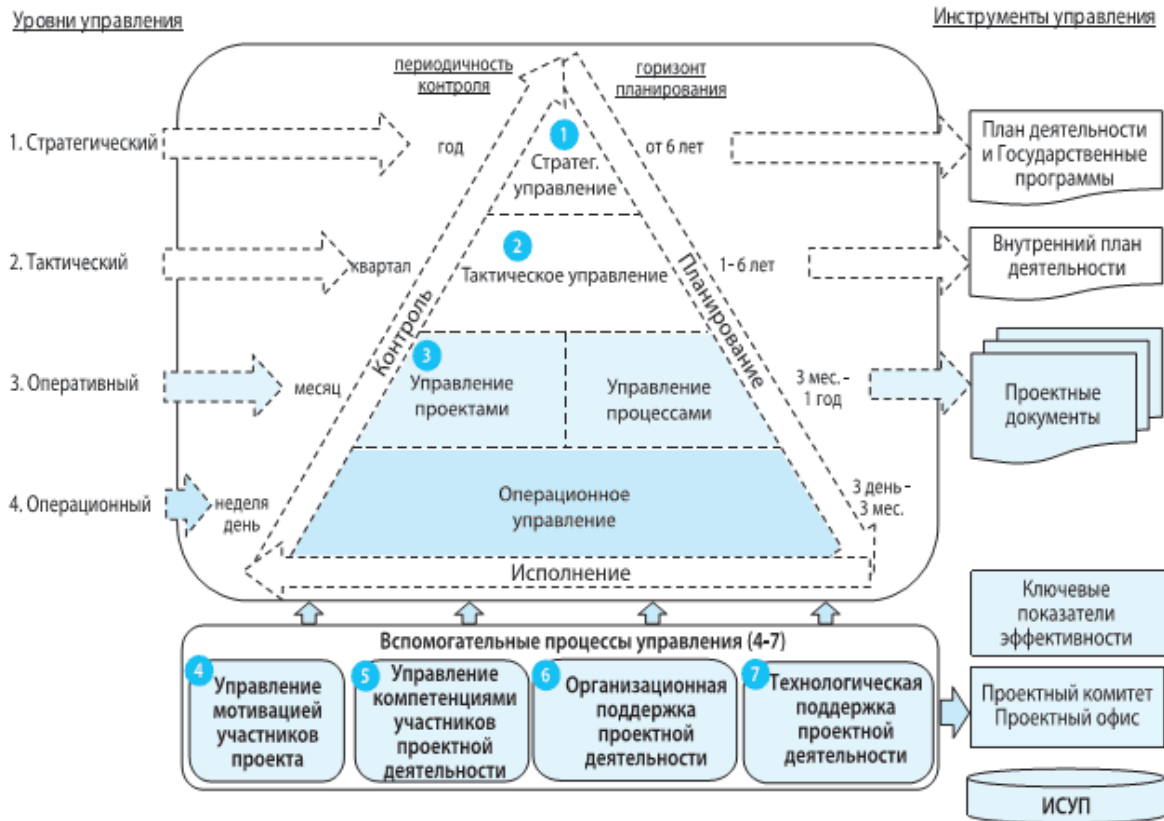 Уровни управления
Инструменты управления
периодичность
контроля
горизонт
планирования
1. Стратегический
год
1
Стратег.
управление
от 6 лет
План деятельности
и Государственные
программы
2. Тактический
квартал
2
Тактическое управление
1- 6 лет
Внутренний план
деятельности
Контроль
Планирование
3. Оперативный
месяц
3
Управление
проектами
Управление
процессами
3 мес.-
1 год
Проектные
документы
4. Операционный
неделя
день
Операционное
управление
3 день -
3 мес.
Исполнение
Вспомогательные процессы управления (4-7)
4
Управление
мотивацией
участников
проекта
5
Управление
компетенциями
участников
проектной
деятельности
6
Организационная
поддержка
проектной
деятельности
7
Технологическая
поддержка
проектной
деятельности
Ключевые
показатели
эффективности
Проектный комитет
Проектный офис
ИСУП